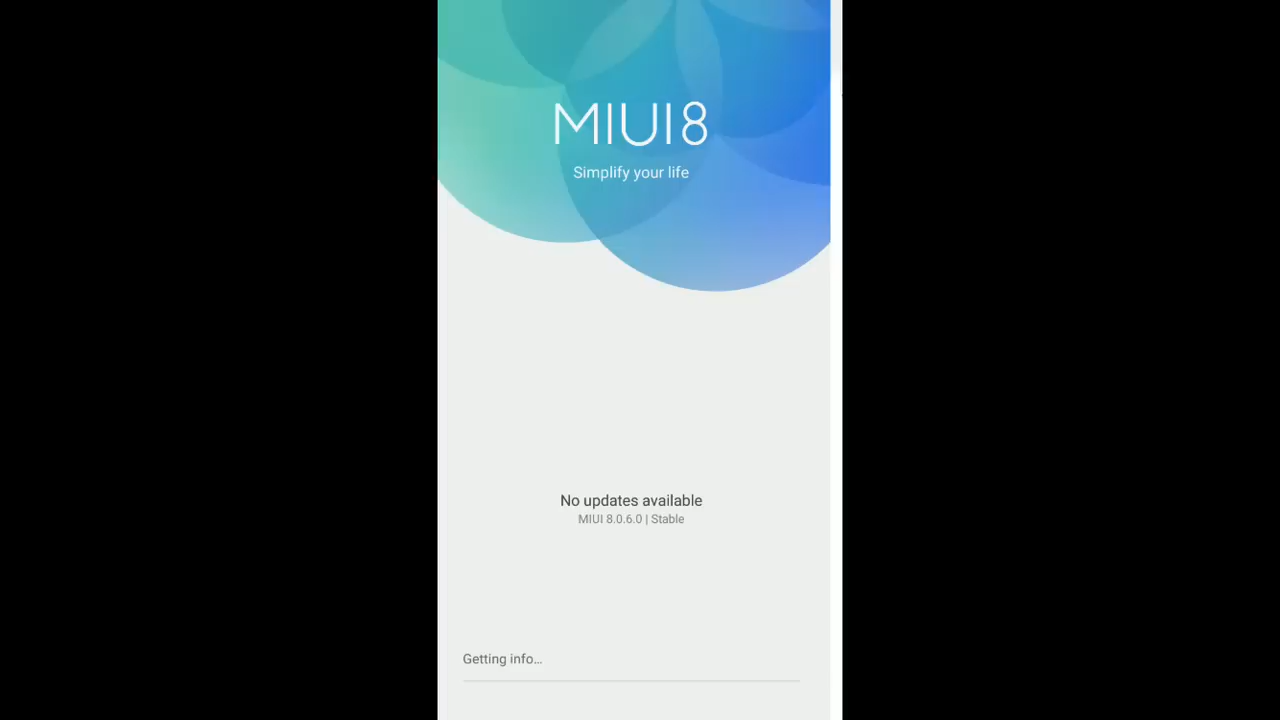 MIUI8
Simplify your life
No updates available
MIUI 8.0.6.0 | Stable
Getting info...